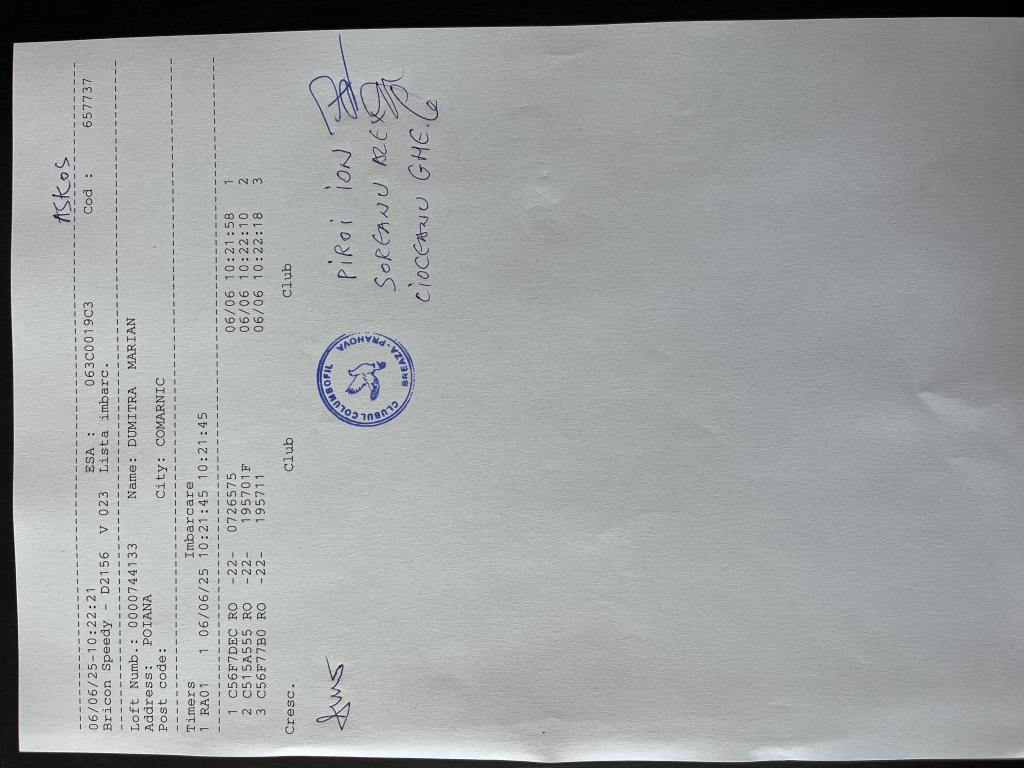 ASKOS
06/06/25-10:22:21 ESA : 063C0019C3 Cod : 657737
Bricon Speedy - D2156 V 023 Lista imbarc.
Loft Numb.: 0000744133 Name: DUMITRA MARIAN
Address: POIANA
Post code: City: COMARNIC
Timers Imbarcare
1 RA01 1 06/06/25 10:21:45 10:21:45
1 C56F7DEC RO -22- 0726575 06/06 10:21:58 1
2 C515A555 RO -22- 195701F 06/06 10:22:10 2
3 C56F77B0 RO -22- 195711 06/06 10:22:18 3
Cresc. Club Club
CLUBUL COLUMBOFIL
BREAZA-PRAHOVA
PIROI ION
SOREANU ALEX
CIOCEANU GHE.